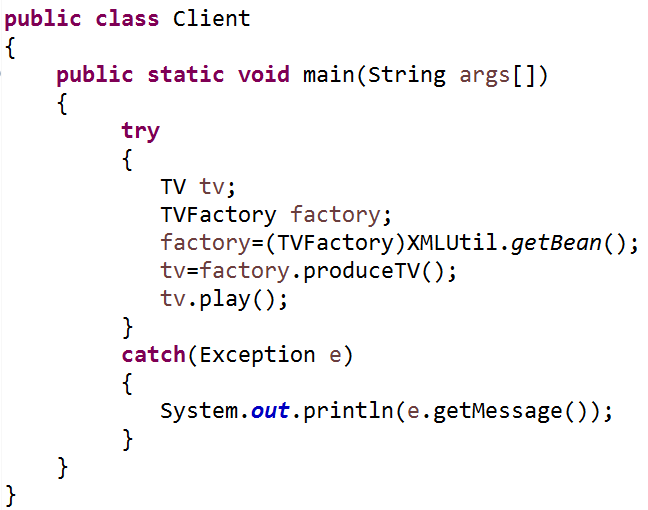 public class Client
{
    public static void main(String args[])
    {
         try
         {
            TV tv;
            TVFactory factory;
            factory=(TVFactory)XMLUtil.getBean();
            tv=factory.produceTV();
            tv.play();
         }
         catch(Exception e)
         {
            System.out.println(e.getMessage());
         }
    }
}